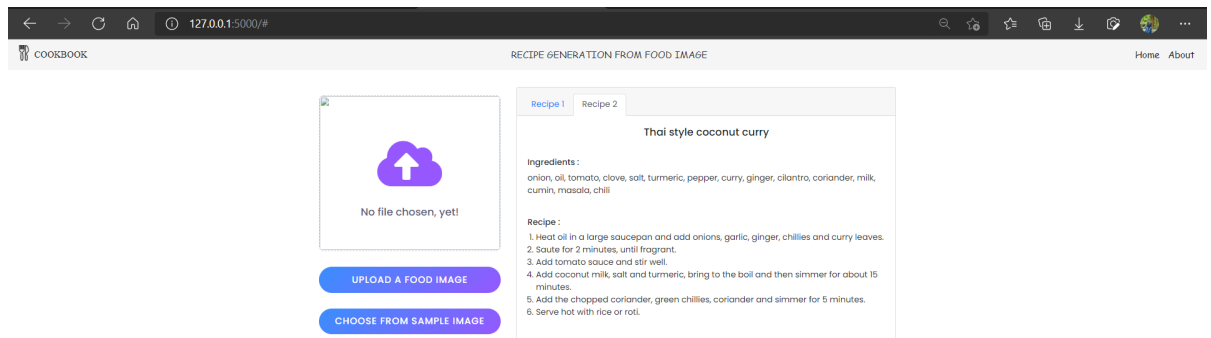 127.0.0.1:5000/#
COOKBOOK
RECIPE GENERATION FROM FOOD IMAGE
Home About
No file chosen, yet!
UPLOAD A FOOD IMAGE
CHOOSE FROM SAMPLE IMAGE
Recipe 1 Recipe 2
Thai style coconut curry
Ingredients :
onion, oil, tomato, clove, salt, turmeric, pepper, curry, ginger, cilantro, coriander, milk,
cumin, masala, chili
Recipe :
1. Heat oil in a large saucepan and add onions, garlic, ginger, chillies and curry leaves.
2. Saute for 2 minutes, until fragrant.
3. Add tomato sauce and stir well.
4. Add coconut milk, salt and turmeric, bring to the boil and then simmer for about 15
minutes.
5. Add the chopped coriander, green chillies, coriander and simmer for 5 minutes.
6. Serve hot with rice or roti.